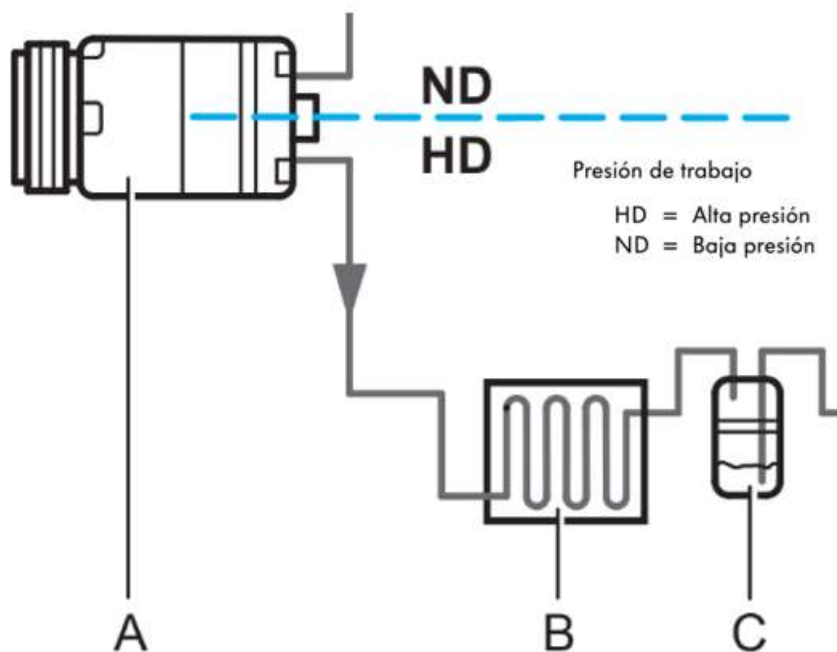 ND
HD
Presión de trabajo
HD = Alta presión
ND = Baja presión
A B C